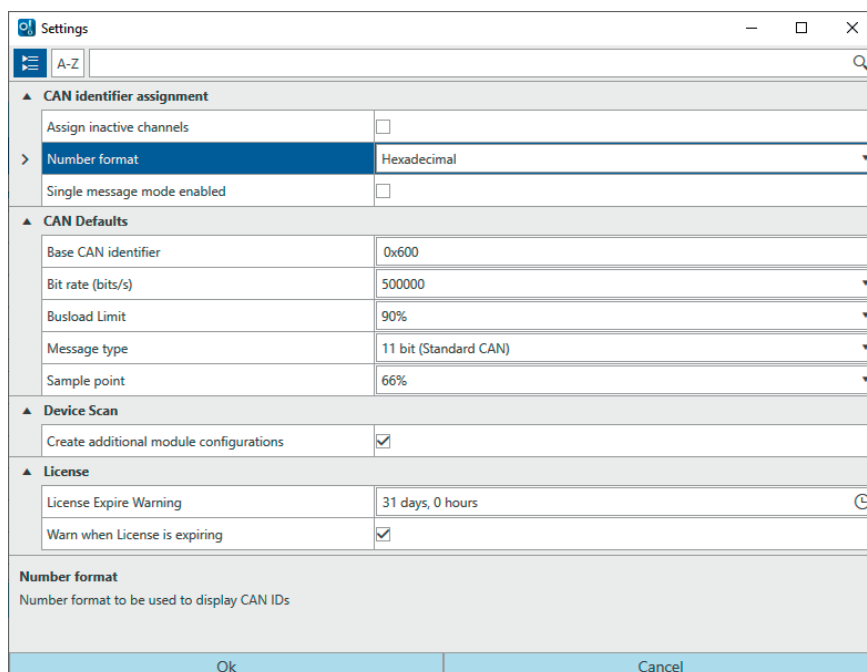 Settings
A-Z
CAN identifier assignment
Assign inactive channels
Number format Hexadecimal
Single message mode enabled
CAN Defaults
Base CAN identifier 0x600
Bit rate (bits/s) 500000
Busload Limit 90%
Message type 11 bit (Standard CAN)
Sample point 66%
Device Scan
Create additional module configurations
License
License Expire Warning 31 days, 0 hours
Warn when License is expiring
Number format
Number format to be used to display CAN IDs
Ok Cancel